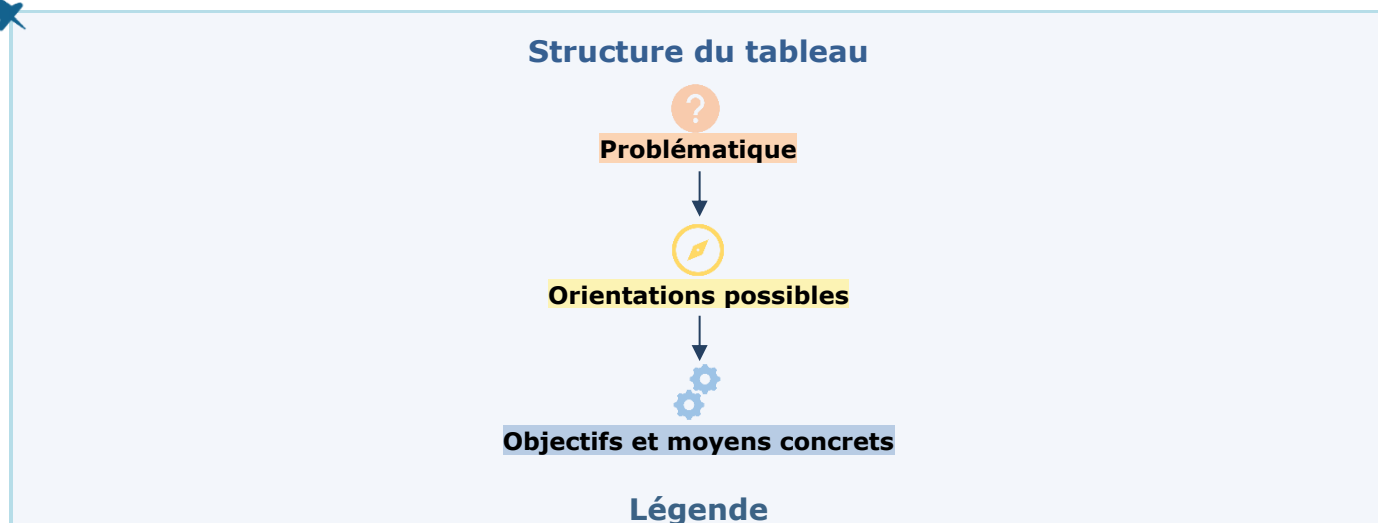 Structure du tableau
?
Problématique
Orientations possibles
Objectifs et moyens concrets
Légende